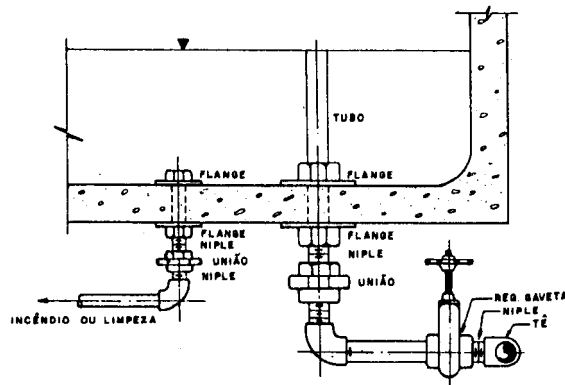 TUBO
FLANGE
FLANGE
FLANGE
NIPLE
UNIÃO
NIPLE
FLANGE
NIPLE
UNIÃO
INCÊNDIO OU LIMPEZA
REG. GAVETA
NIPLE
TÊ